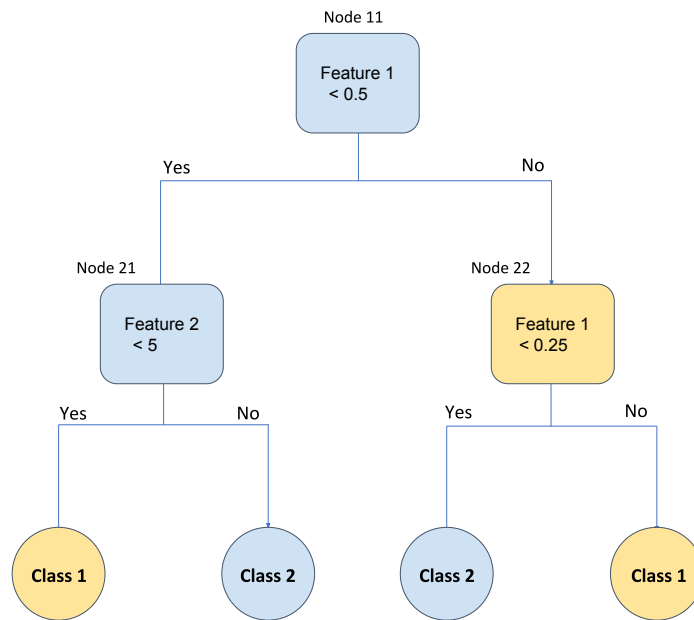 Node 11
Feature 1
< 0.5
Yes
No
Node 21
Node 22
Feature 2
< 5
Feature 1
< 0.25
Yes
No
Yes
No
Class 1
Class 2
Class 2
Class 1